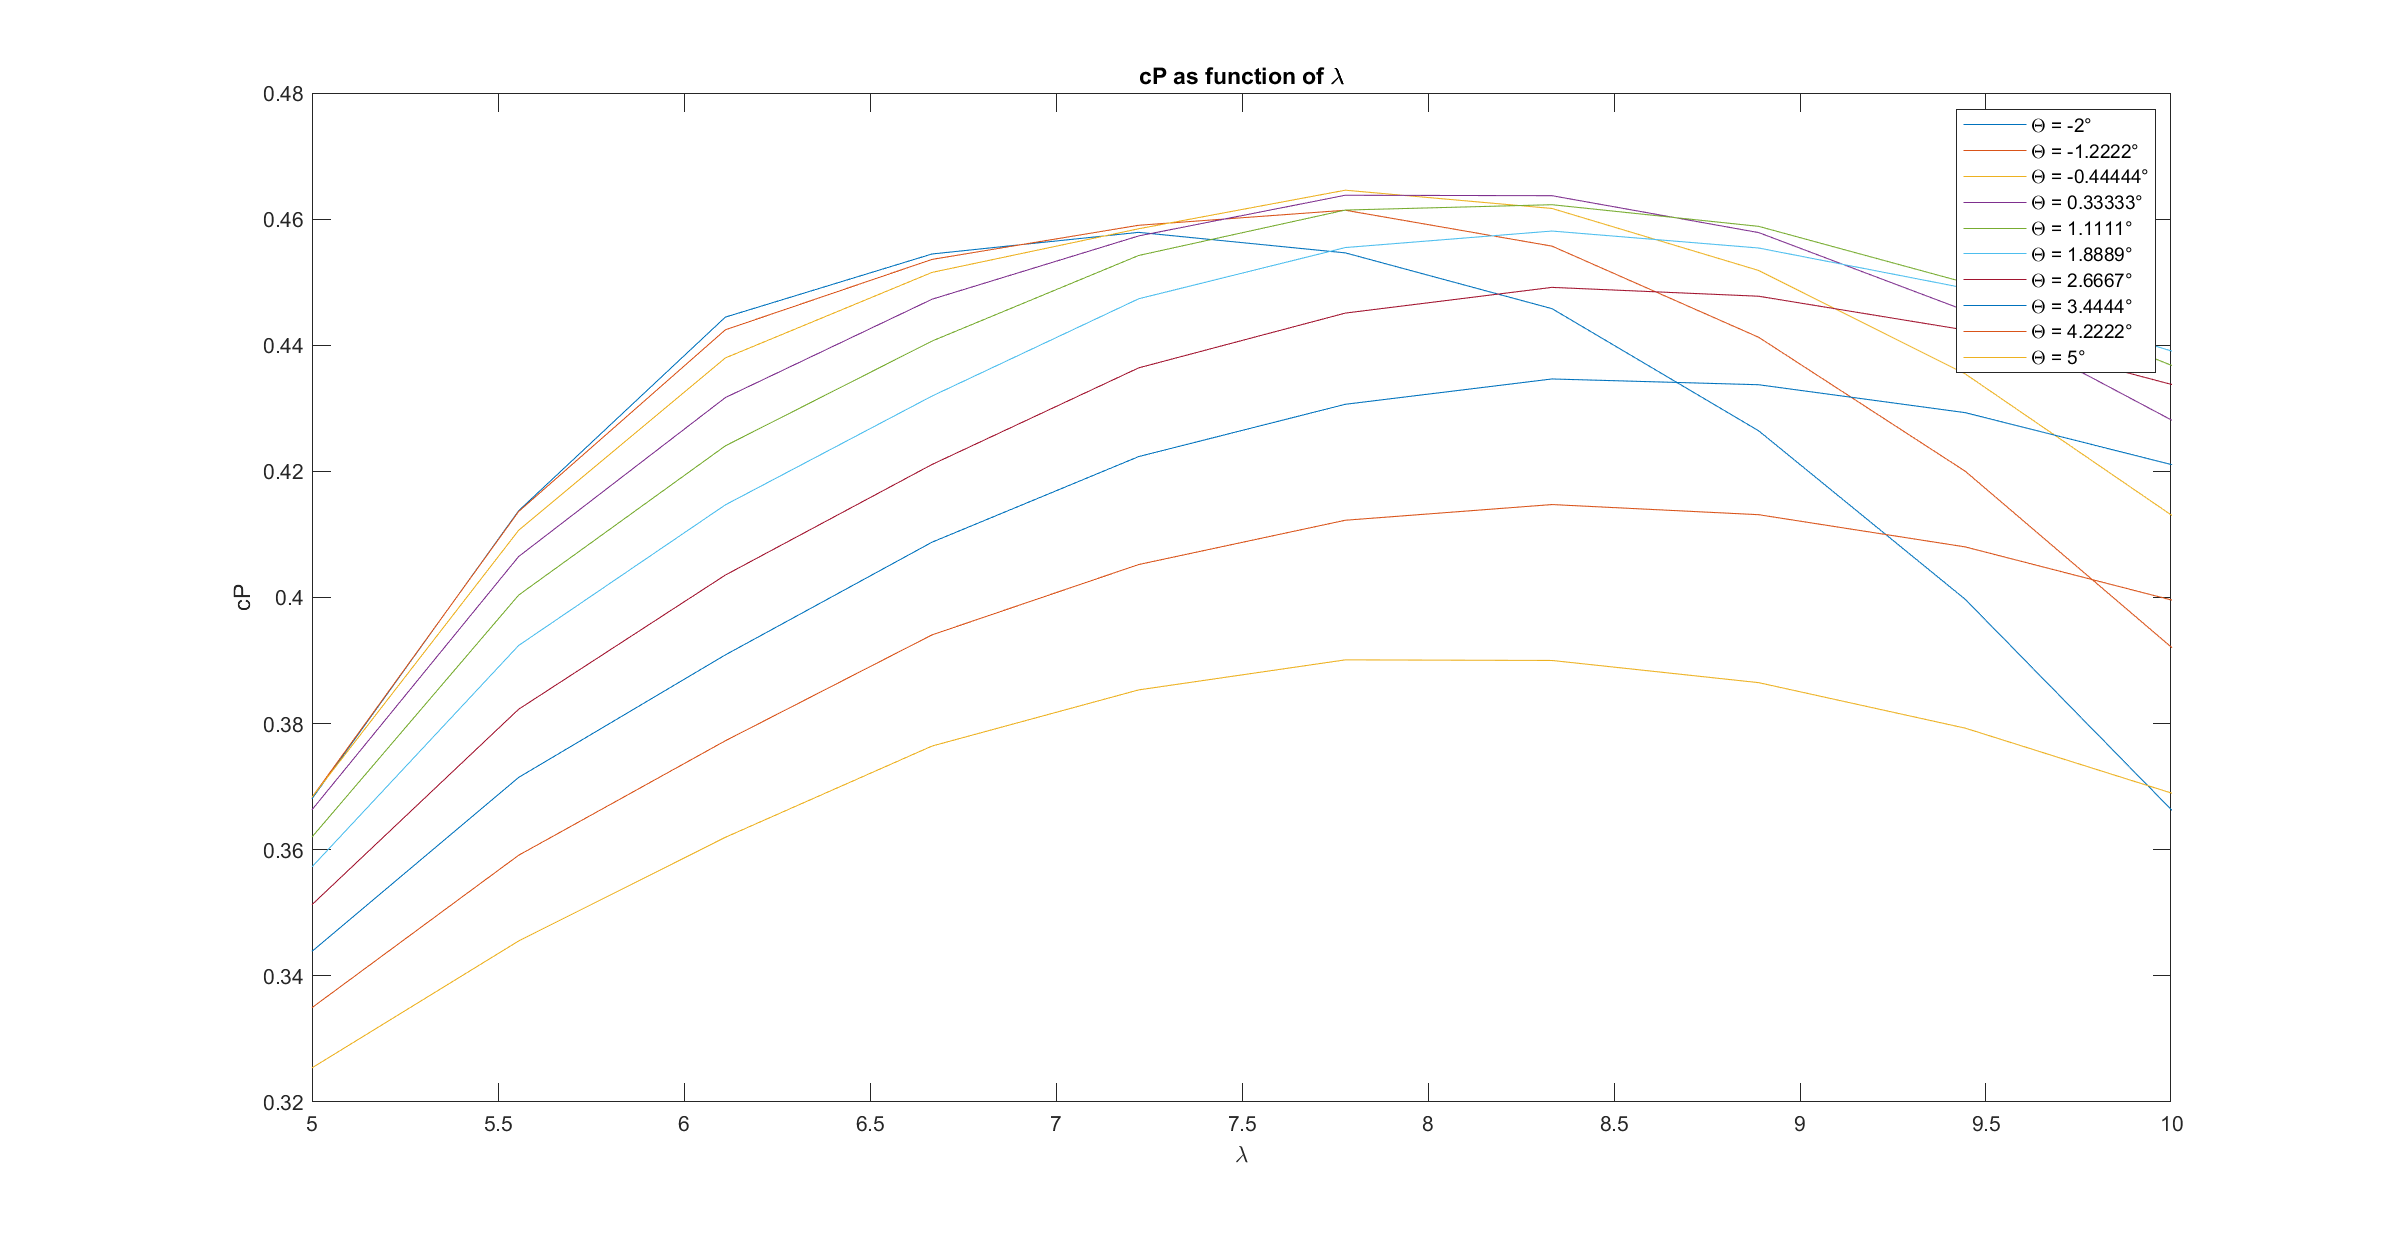 cP as function of λ
0.48
0.46
0.44
0.42
0.4
0.38
0.36
0.34
0.32
cP
5
5.5
6
6.5
7
7.5
8
8.5
9
9.5
10
λ
Θ = -2°
Θ = -1.2222°
Θ = -0.44444°
Θ = 0.33333°
Θ = 1.1111°
Θ = 1.8889°
Θ = 2.6667°
Θ = 3.4444°
Θ = 4.2222°
Θ = 5°